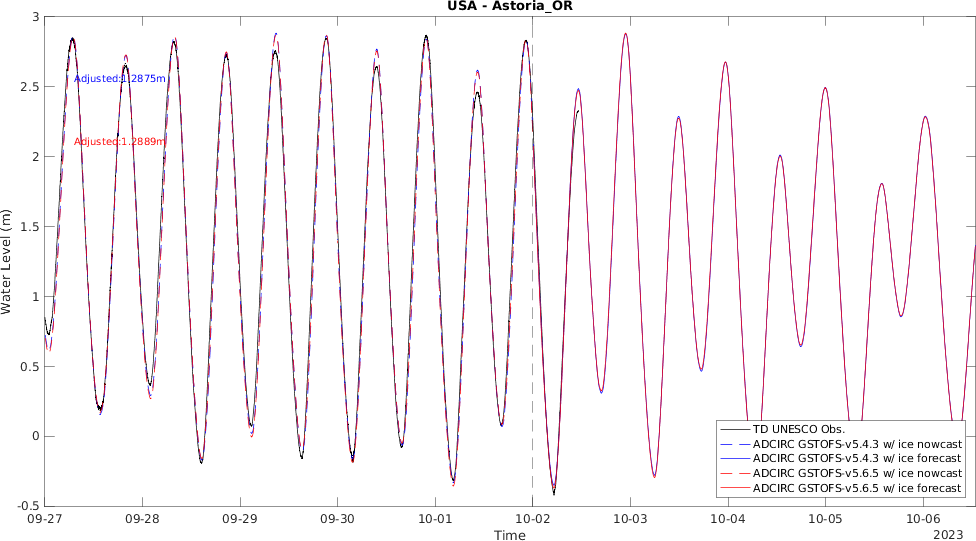 USA - Astoria_OR
3
2.5
2
1.5
1
0.5
0
-0.5
Water Level (m)
Adjusted:1.2875m
Adjusted:1.2889m
TD UNESCO Obs.
ADCIRC GSTOFS-v5.4.3 w/ ice nowcast
ADCIRC GSTOFS-v5.4.3 w/ ice forecast
ADCIRC GSTOFS-v5.6.5 w/ ice nowcast
ADCIRC GSTOFS-v5.6.5 w/ ice forecast
09-27 09-28 09-29 09-30 10-01 10-02 10-03 10-04 10-05 10-06
Time
2023